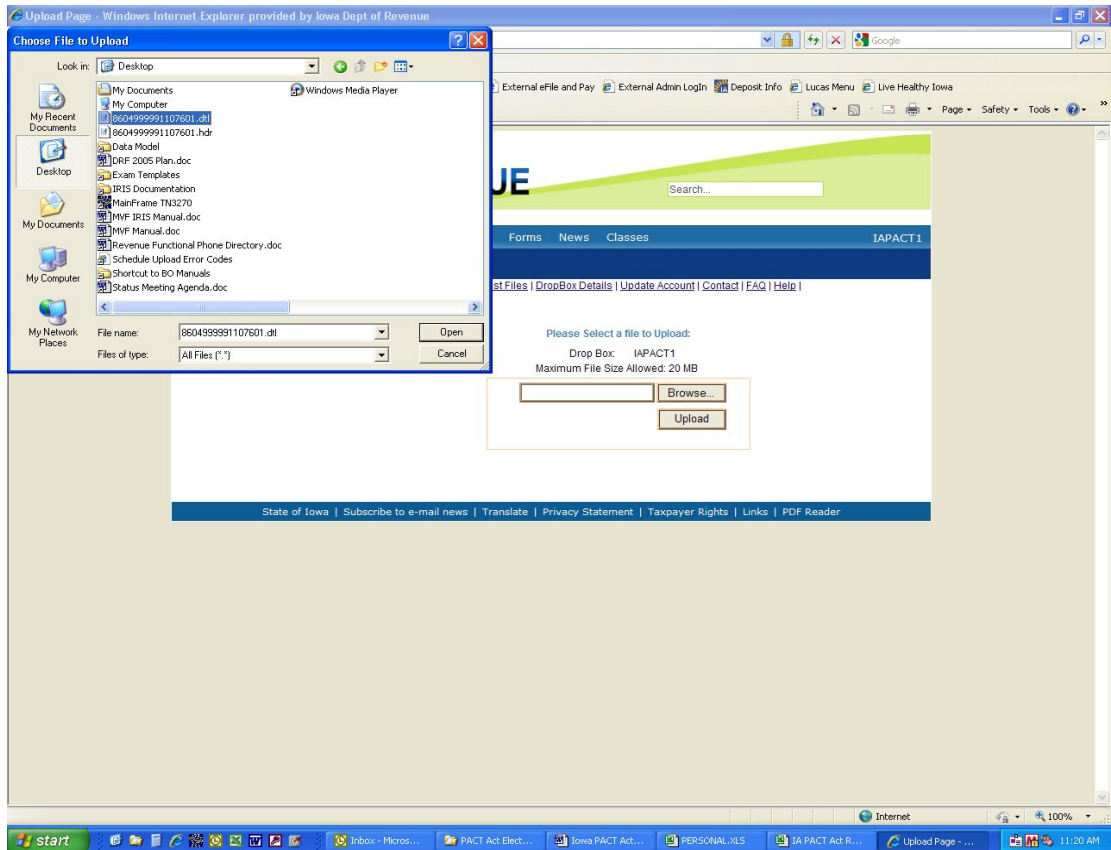 Upload Page - Windows Internet Explorer provided by Iowa Dept of Revenue
Choose File to Upload
Google
Look in: Desktop
My Recent Documents
Desktop
My Documents
My Computer
My Network Places
My Documents
My Computer
8604999991107601.dtl
8604999991107601.hdr
Data Model
DRF 2005 Plan.doc
Exam Templates
IRIS Documentation
MainFrame TN3270
MVF IRIS Manual.doc
MVF Manual.doc
Revenue Functional Phone Directory.doc
Schedule Upload Error Codes
Shortcut to BO Manuals
Status Meeting Agenda.doc
Windows Media Player
File name: 8604999991107601.dtl Open
Files of type: All Files (*.*) Cancel
External eFile and Pay External Admin LogIn Deposit Info Lucas Menu Live Healthy Iowa
Page Safety Tools
UE
Search...
Forms News Classes IAPACT1
st Files | DropBox Details | Update Account | Contact | FAQ | Help |
Please Select a file to Upload:
Drop Box: IAPACT1
Maximum File Size Allowed: 20 MB
Browse...
Upload
State of Iowa | Subscribe to e-mail news | Translate | Privacy Statement | Taxpayer Rights | Links | PDF Reader
Internet 100%
start Inbox - Micros... PACT Act Elect... Iowa PACT Act... PERSONAL.XLS IA PACT Act R... Upload Page - ... 11:20 AM